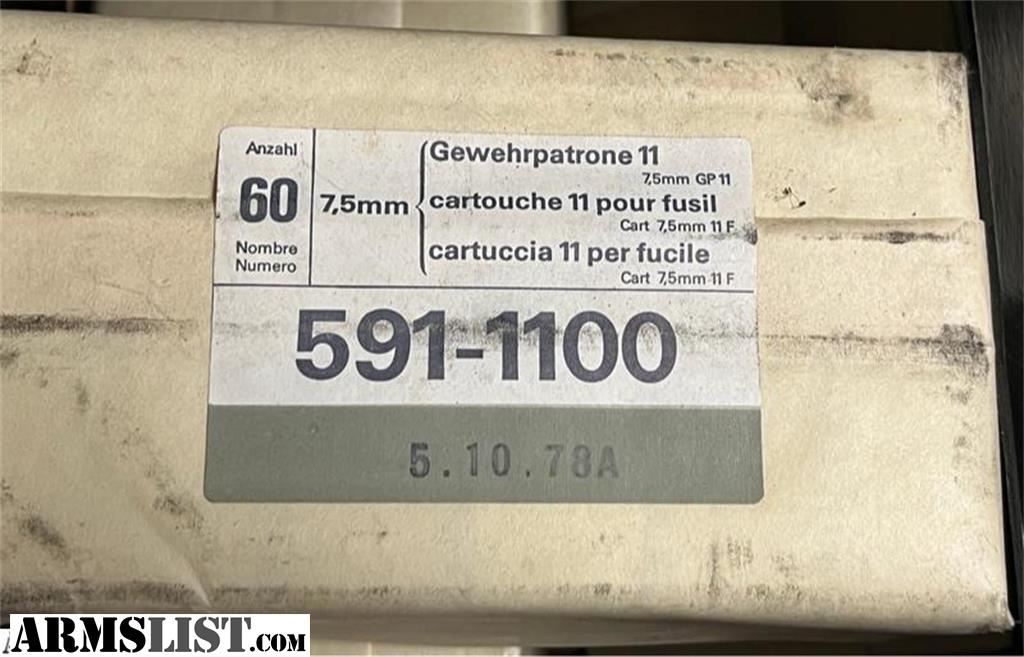 Anzahl
60
Nombre
Numero
7,5mm
Gewehrpatrone 11
7,5mm GP 11
cartouche 11 pour fusil
Cart 7,5mm 11 F
cartuccia 11 per fucile
Cart 7,5mm 11 F
591-1100
5.10.78A
ARMSLIST.COM